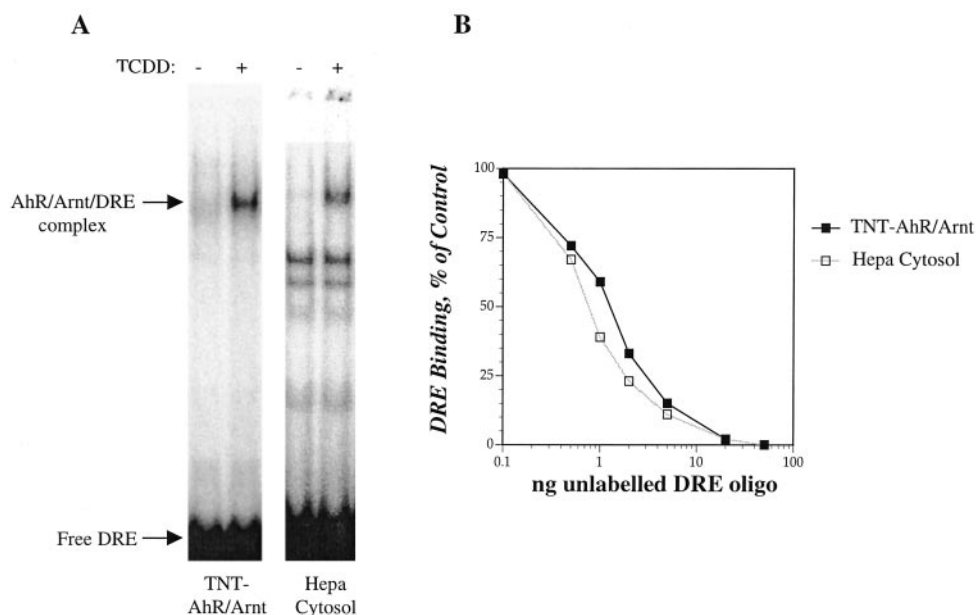 A
B
TCDD: - + - +
AhR/Arnt/DRE
complex
Free DRE
TNT-
AhR/Arnt
Hepa
Cytosol
DRE Binding, % of Control
100
75
50
25
0
0.1 1 10 100
ng unlabelled DRE oligo
TNT-AhR/Arnt
Hepa Cytosol